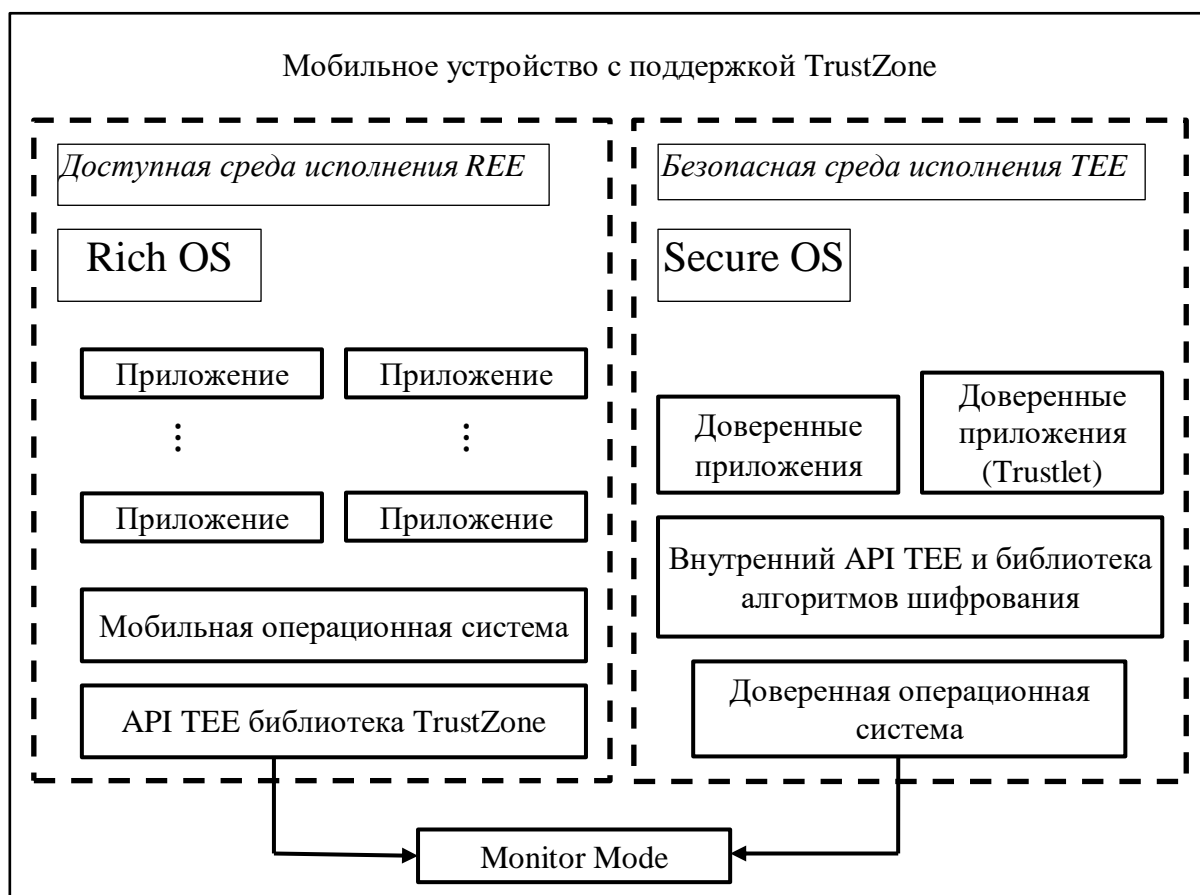 Мобильное устройство с поддержкой TrustZone
Доступная среда исполнения REE
Rich OS
Приложение
Приложение
⋮
⋮
Приложение
Приложение
Мобильная операционная система
API TEE библиотека TrustZone
Безопасная среда исполнения TEE
Secure OS
Доверенные
приложения
Доверенные
приложения
(Trustlet)
Внутренний API TEE и библиотека
алгоритмов шифрования
Доверенная операционная
система
Monitor Mode